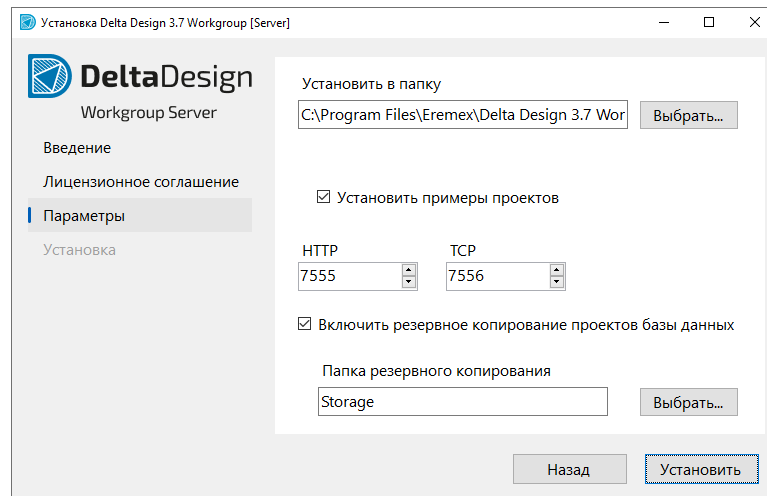 Установка Delta Design 3.7 Workgroup [Server]
DeltaDesign
Workgroup Server
Введение
Лицензионное соглашение
Параметры
Установка
Установить в папку
C:\Program Files\Eremex\Delta Design 3.7 Wor
Выбрать...
Установить примеры проектов
HTTP
TCP
7555
7556
Включить резервное копирование проектов базы данных
Папка резервного копирования
Storage
Выбрать...
Назад
Установить